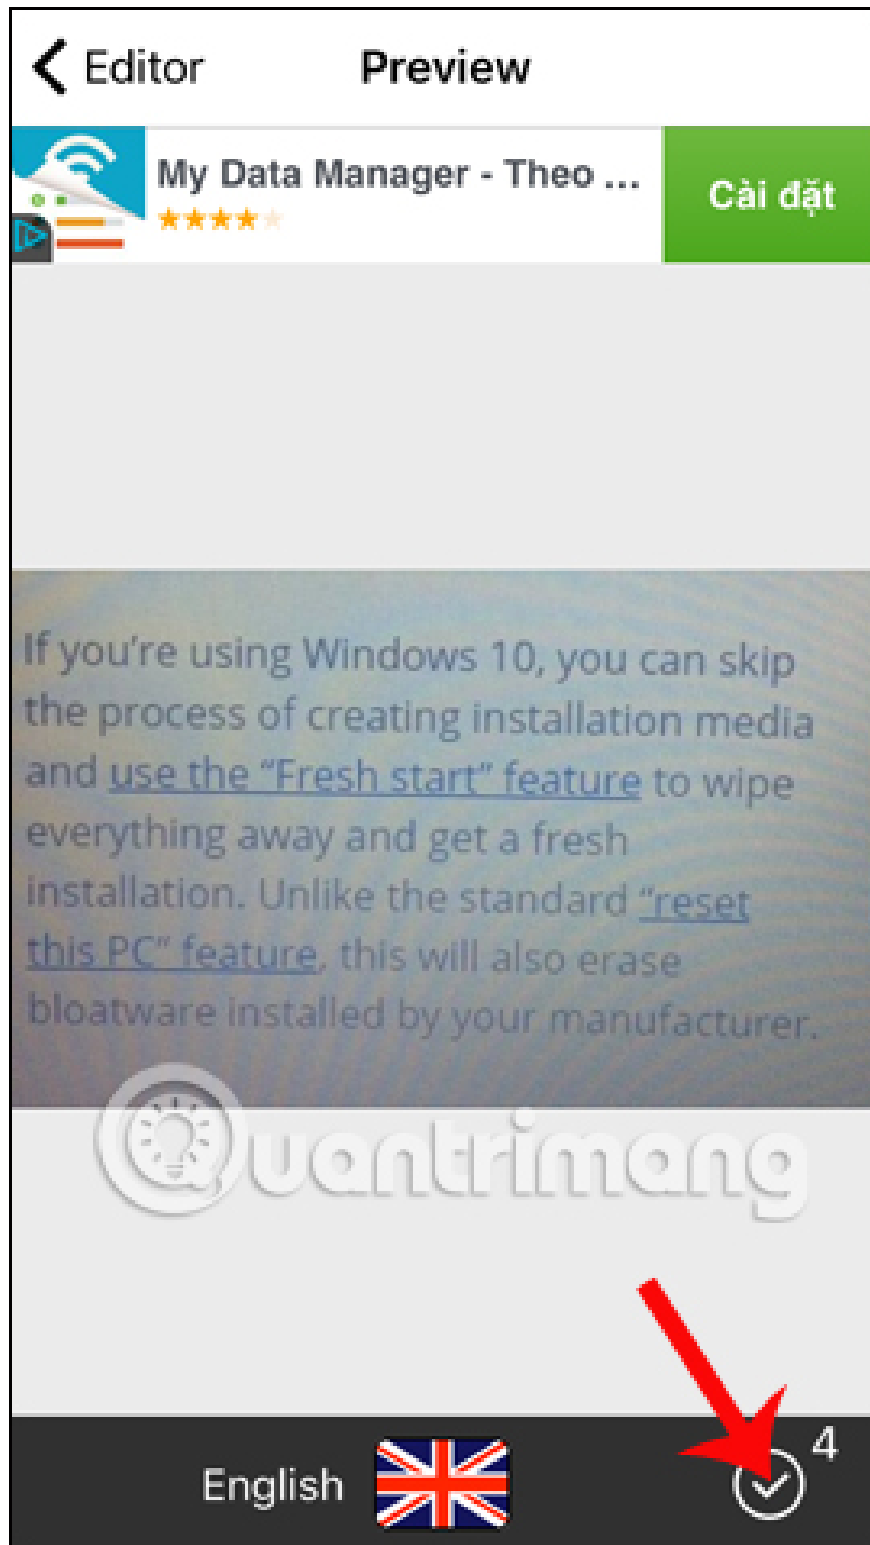 Editor
Preview
My Data Manager - Theo ...
Cài đặt
If you're using Windows 10, you can skip
the process of creating installation media
and use the “Fresh start” feature to wipe
everything away and get a fresh
installation. Unlike the standard “reset
this PC” feature, this will also erase
bloatware installed by your manufacturer.
Quantrimang
4
English